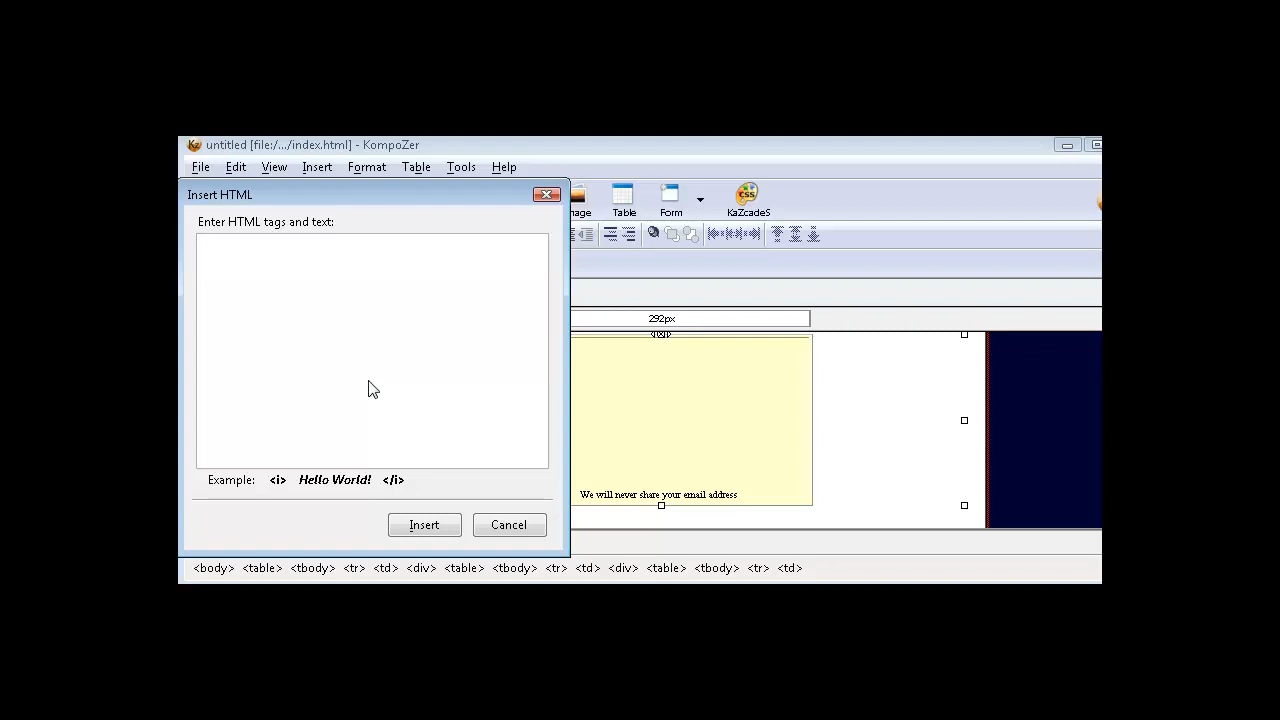 untitled [file:/.../index.html] - KompoZer
File Edit View Insert Format Table Tools Help
Insert HTML
Table Form KaZcadeS
Enter HTML tags and text:
292px
We will never share your email address
Example: <i> Hello World! </i>
Insert Cancel
<body> <table> <tbody> <tr> <td> <div> <table> <tbody> <tr> <td> <div> <table> <tbody> <tr> <td>